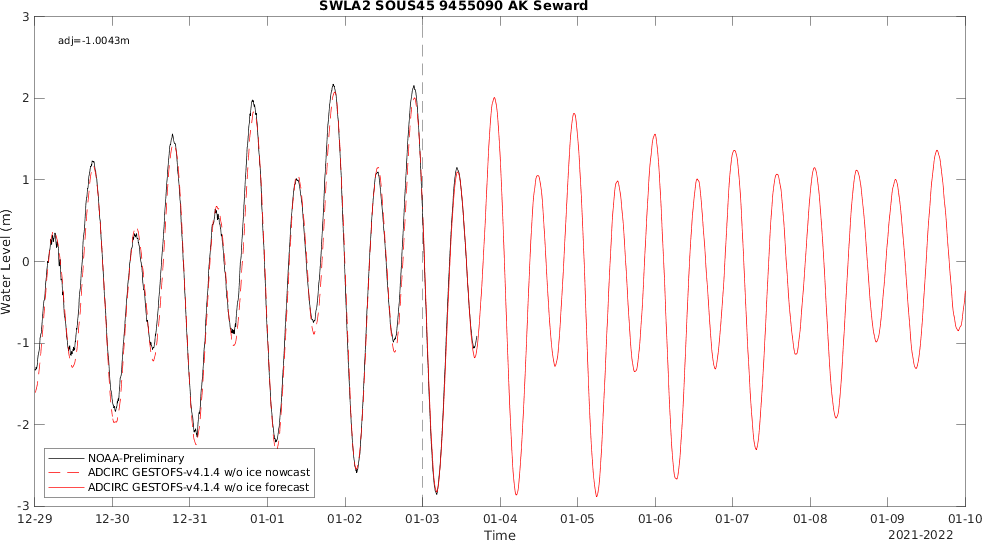 SWLA2 SOUS45 9455090 AK Seward
adj=-1.0043m
3
2
1
0
-1
-2
-3
Water Level (m)
NOAA-Preliminary
ADCIRC GESTOFS-v4.1.4 w/o ice nowcast
ADCIRC GESTOFS-v4.1.4 w/o ice forecast
12-29 12-30 12-31 01-01 01-02 01-03 01-04 01-05 01-06 01-07 01-08 01-09 01-10
Time
2021-2022